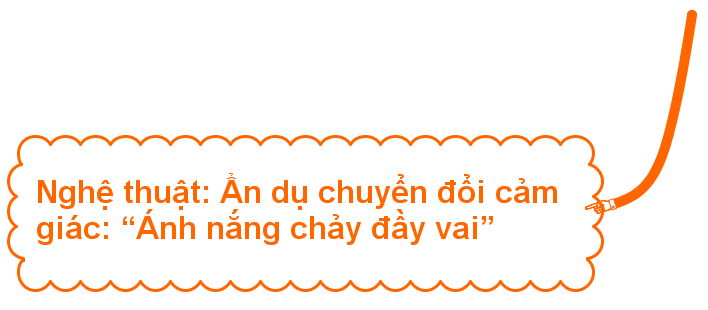 Nghệ thuật: Ẩn dụ chuyển đổi cảm
giác: “Ánh nắng chảy đầy vai”